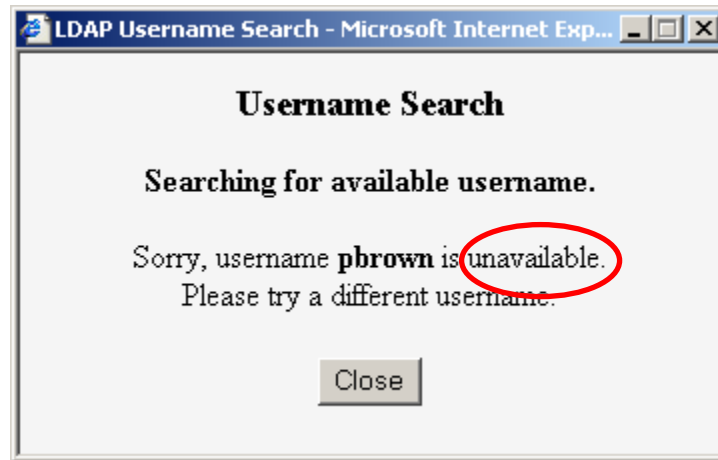 LDAP Username Search - Microsoft Internet Exp...
Username Search
Searching for available username.
Sorry, username pbrown is unavailable.
Please try a different username.
Close